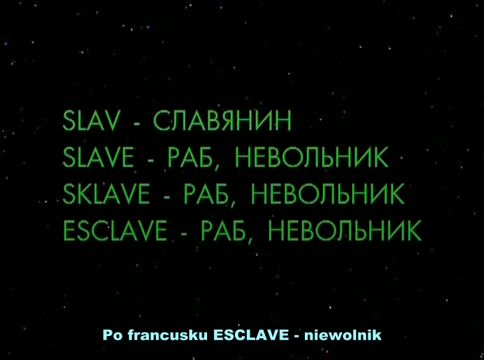 SLAV - СЛАВЯНИН
SLAVE - РАБ, НЕВОЛЬНИК
SKLAVE - РАБ, НЕВОЛЬНИК
ESCLAVE - РАБ, НЕВОЛЬНИК
Po francusku ESCLAVE - niewolnik